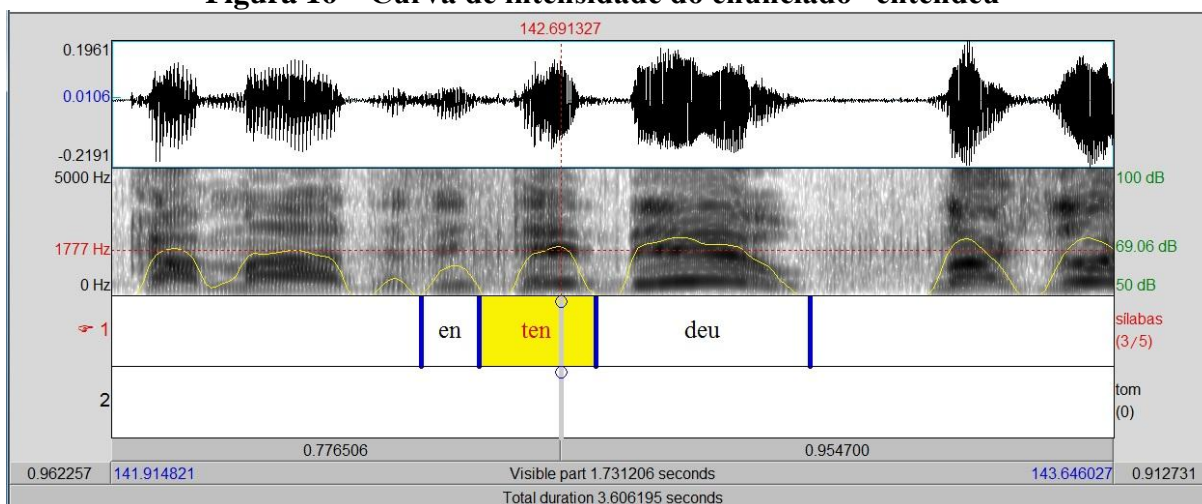 Figura 16 – Curva de intensidade do enunciado "entendeu"
142.691327
0.1961
0.0106
-0.2191
5000 Hz
100 dB
1777 Hz
69.06 dB
0 Hz
50 dB
1
en
ten
deu
sílabas
(3/5)
2
tom
(0)
0.776506
0.954700
0.962257
141.914821
Visible part 1.731206 seconds
143.646027
0.912731
Total duration 3.606195 seconds